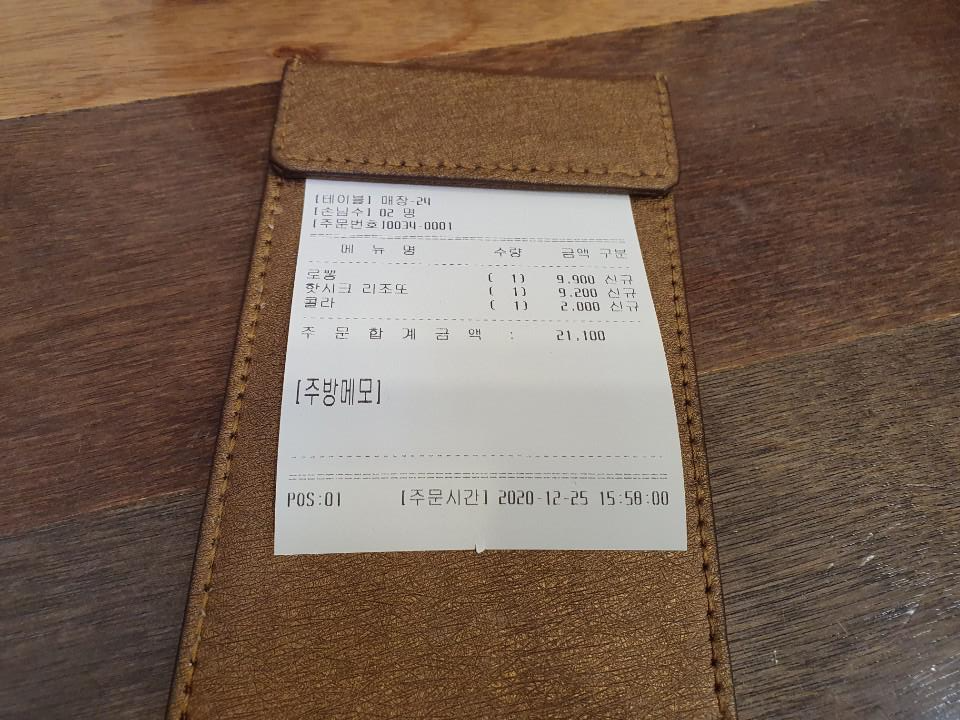 [테이블] 매장-24
[손님수] 02 명
[주문번호]0034-0001
메 뉴 명 수량 금액 구분
로뽕 ( 1) 9,900 신규
핫시크 리조또 ( 1) 9,200 신규
콜라 ( 1) 2,000 신규
주 문 합 계 금 액 : 21,100
[주방메모]
POS:01 [주문시간] 2020-12-25 15:58:00